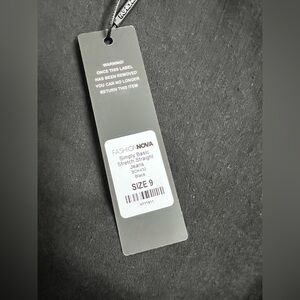 FASHION
WARNING!
ONCE THIS LABEL
HAS BEEN REMOVED
YOU CAN NO LONGER
RETURN THIS ITEM
FASHIONNOVA
Simply Basic
Stretch Straight
Jeans
Black
SIZE 9